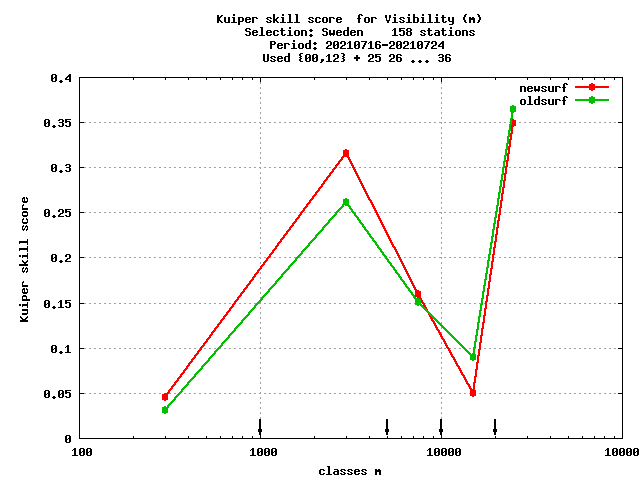 Kuiper skill score  for Visibility (m)
Selection: Sweden    158 stations
Period: 20210716-20210724
Used {00,12} + 25 26 ... 36
newsurf
oldsurf
0.4
0.35
0.3
0.25
0.2
0.15
0.1
0.05
0
Kuiper skill score
100
1000
10000
10000
classes m